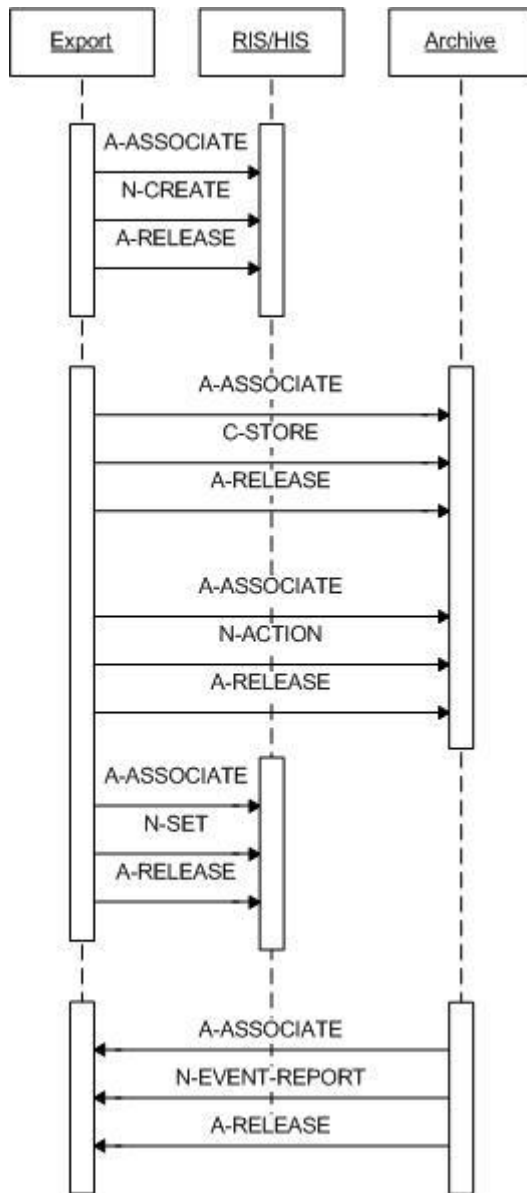 Export RIS/HIS Archive
A-ASSOCIATE
N-CREATE
A-RELEASE
A-ASSOCIATE
C-STORE
A-RELEASE
A-ASSOCIATE
N-ACTION
A-RELEASE
A-ASSOCIATE
N-SET
A-RELEASE
A-ASSOCIATE
N-EVENT-REPORT
A-RELEASE